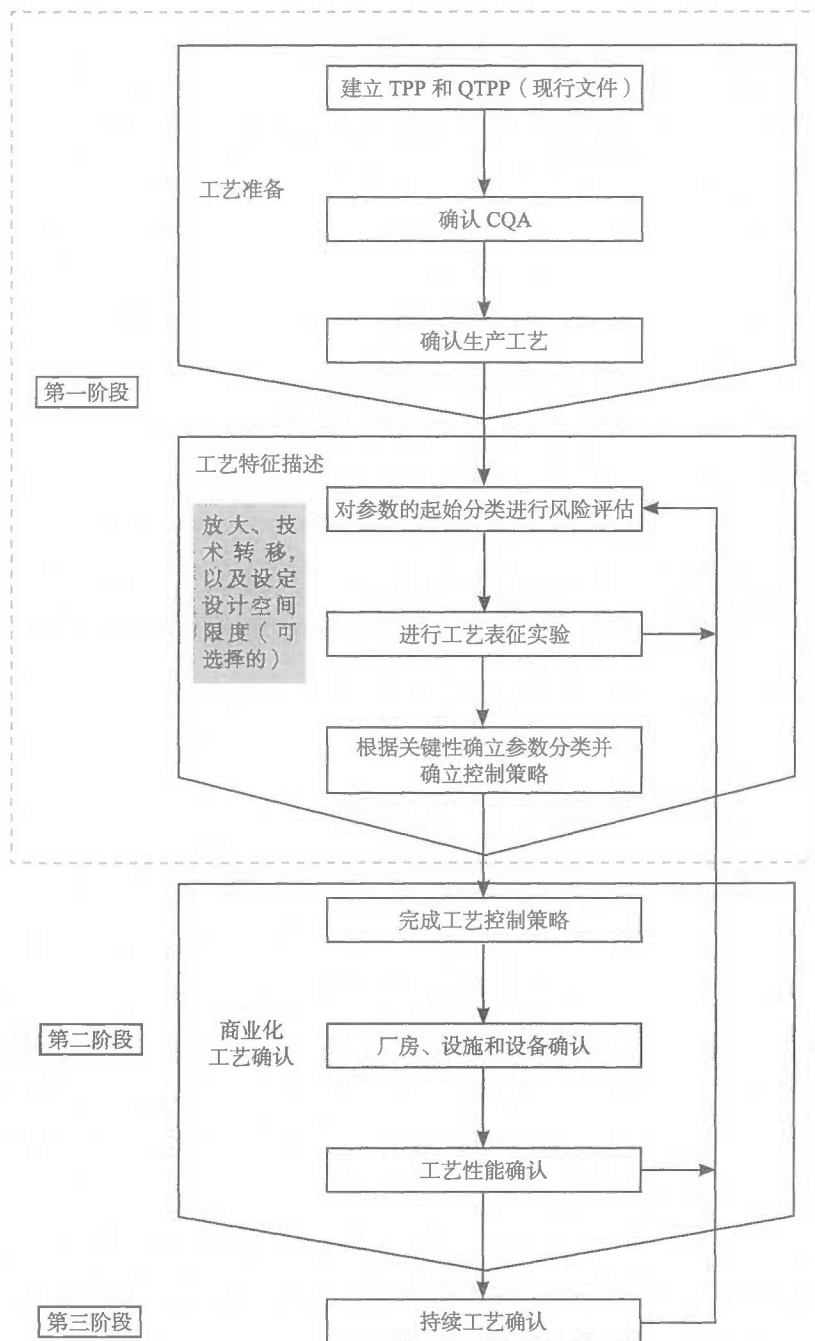 建立 TPP 和 QTPP（现行文件）
工艺准备
确认 CQA
确认生产工艺
第一阶段
工艺特征描述
对参数的起始分类进行风险评估
放大、技
术转移，
以及设定
设计空间
限度（可
选择的）
进行工艺表征实验
根据关键性确立参数分类并
确立控制策略
完成工艺控制策略
第二阶段
商业化
工艺确认
厂房、设施和设备确认
工艺性能确认
第三阶段
持续工艺确认